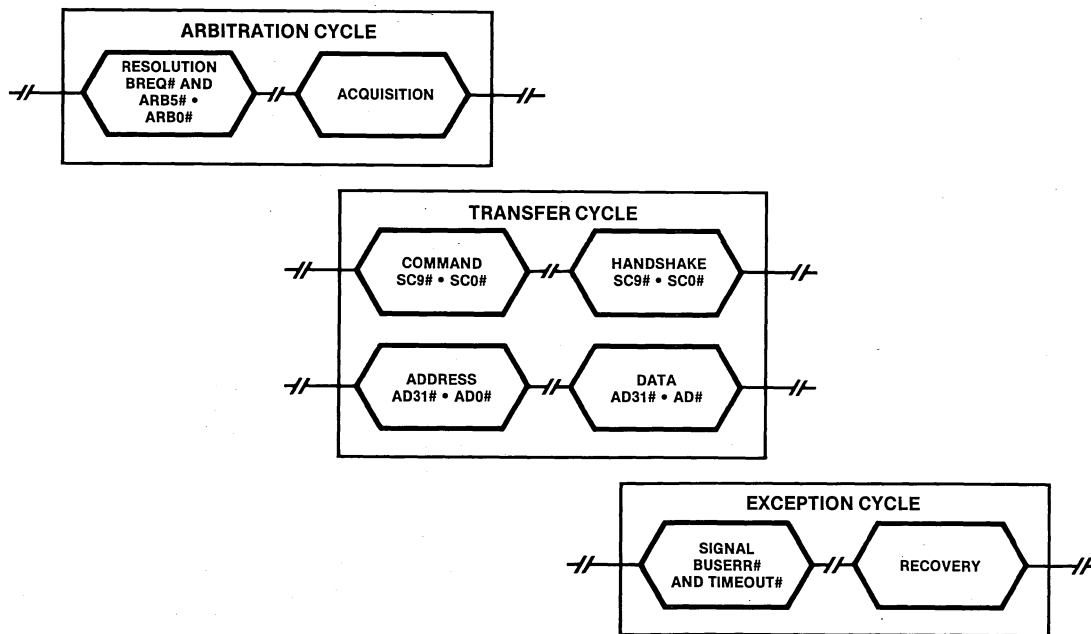 ARBITRATION CYCLE
RESOLUTION
BREQ# AND
ARB5# •
ARB0#
ACQUISITION
TRANSFER CYCLE
COMMAND
SC9# • SC0#
HANDSHAKE
SC9# • SC0#
ADDRESS
AD31# • AD0#
DATA
AD31# • AD#
EXCEPTION CYCLE
SIGNAL
BUSERR#
AND TIMEOUT#
RECOVERY